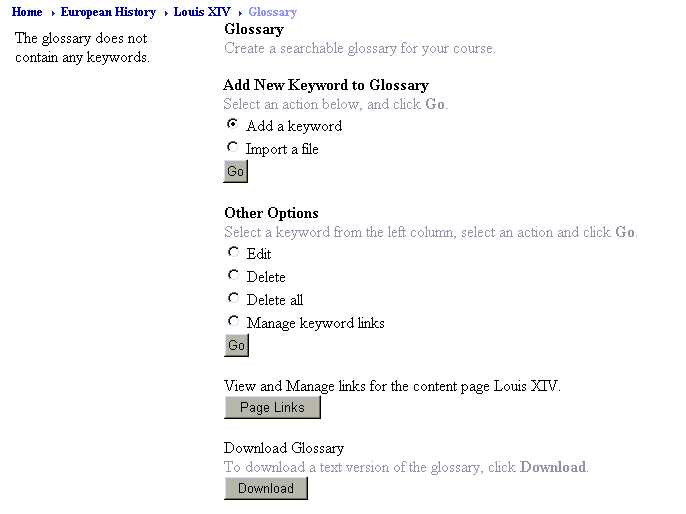 Home › European History › Louis XIV › Glossary
The glossary does not
contain any keywords.
Glossary
Create a searchable glossary for your course.
Add New Keyword to Glossary
Select an action below, and click Go.
Add a keyword
Import a file
Go
Other Options
Select a keyword from the left column, select an action and click Go.
Edit
Delete
Delete all
Manage keyword links
Go
View and Manage links for the content page Louis XIV.
Page Links
Download Glossary
To download a text version of the glossary, click Download.
Download